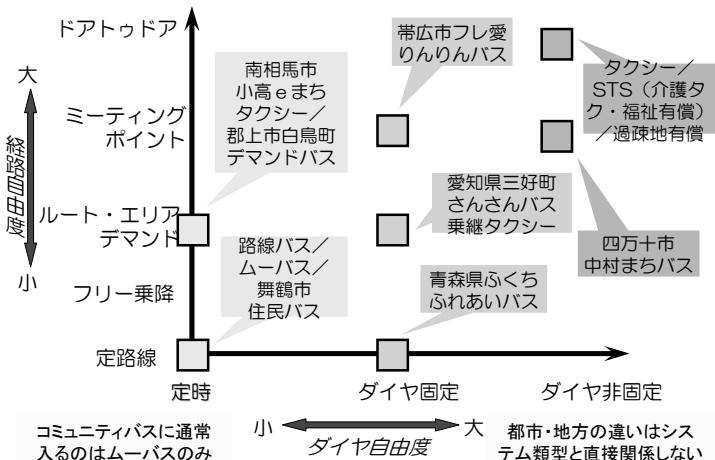 ドアトゥドア
ミーティング
ポイント
ルート・エリア
デマンド
フリー乗降
定路線
大
経路自由度
小
南相馬市
小高eまち
タクシー／
郡上市白鳥町
デマンドバス
帯広市フレ愛
りんりんバス
タクシー／
STS（介護タ
ク・福祉有償）
／過疎地有償
路線バス／
ムーバス／
舞鶴市
住民バス
愛知県三好町
さんさんバス
乗継タクシー
四万十市
中村まちバス
青森県ふくち
ふれあいバス
定時
ダイヤ固定
ダイヤ非固定
小
大
ダイヤ自由度
コミュニティバスに通常
入るのはムーバスのみ
都市・地方の違いはシス
テム類型と直接関係しない